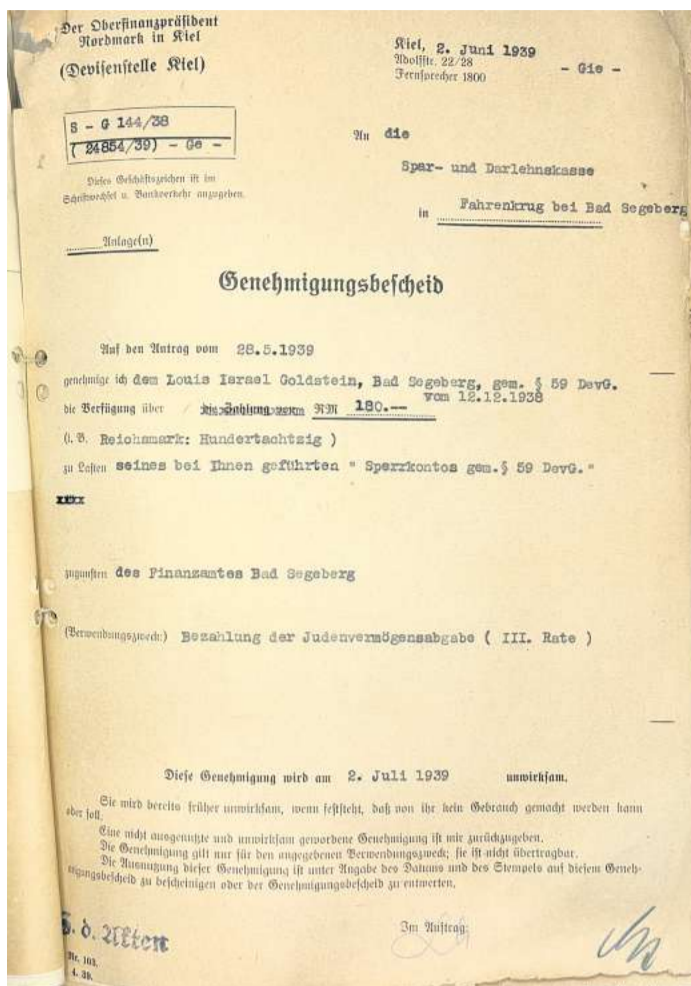 Der Oberfinanzpräsident
Nordmark in Kiel
(Devisenstelle Kiel)
Kiel, 2. Juni 1939
Adolfstr. 22/28
Fernsprecher 1800
- Gie -
S - G 144/38
( 24854/39) - Ge -
Dieses Geschäftszeichen ist im
Schriftwechsel u. Bankverkehr anzugeben.
Anlage(n)
An die
Spar- und Darlehnskasse
in Fahrenkrug bei Bad Segeberg
Genehmigungsbescheid
Auf den Antrag vom 28.5.1939
genehmige ich dem Louis Israel Goldstein, Bad Segeberg, gem. § 59 DevG.
vom 12.12.1938
die Verfügung über / die Zahlung von RM 180.--
(i. B. Reichsmark: Hundertachtzig )
zu Lasten seines bei Ihnen geführten " Sperrkontos gem.§ 59 DevG."
xxxx
zugunsten des Finanzamtes Bad Segeberg
(Verwendungszweck:) Bezahlung der Judenvermögensabgabe ( III. Rate )
Diese Genehmigung wird am 2. Juli 1939 unwirksam.
Sie wird bereits früher unwirksam, wenn feststeht, daß von ihr kein Gebrauch gemacht werden kann
oder soll.
Eine nicht ausgenutzte und unwirksam gewordene Genehmigung ist mir zurückzugeben.
Die Genehmigung gilt nur für den angegebenen Verwendungszweck; sie ist nicht übertragbar.
Die Ausnutzung dieser Genehmigung ist unter Angabe des Datums und des Stempels auf diesem Geneh-
migungsbescheid zu bescheinigen oder der Genehmigungsbescheid zu entwerten.
Z. d. Akten
Im Auftrag:
Nr. 103.
4. 39.